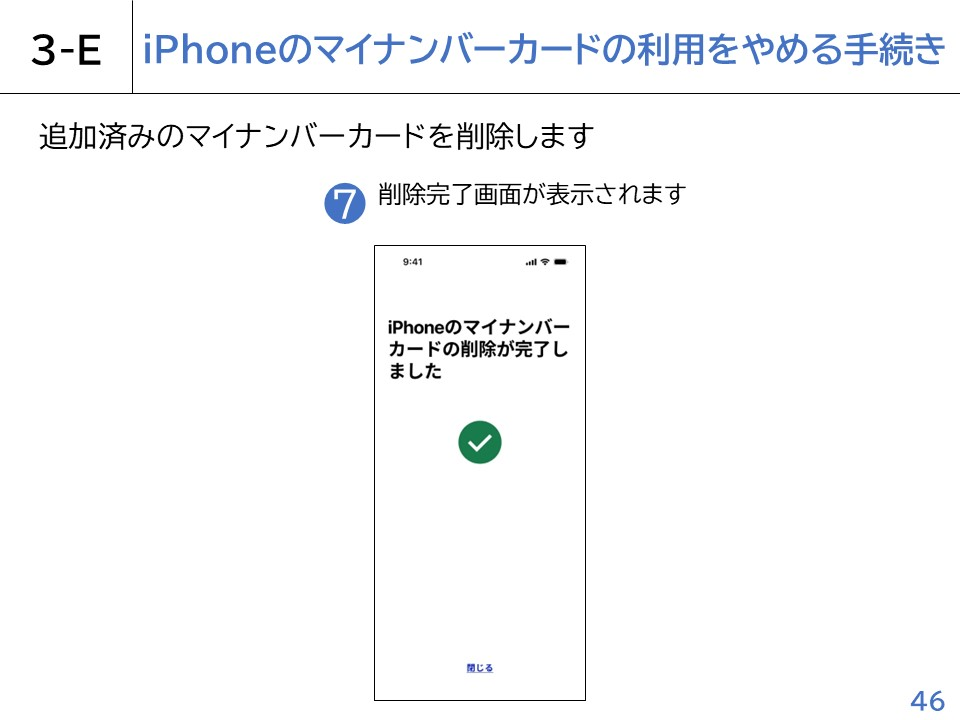 3-E
iPhoneのマイナンバーカードの利用をやめる手続き
追加済みのマイナンバーカードを削除します
7
削除完了画面が表示されます
9:41
iPhoneのマイナンバー
カードの削除が完了し
ました
閉じる
46